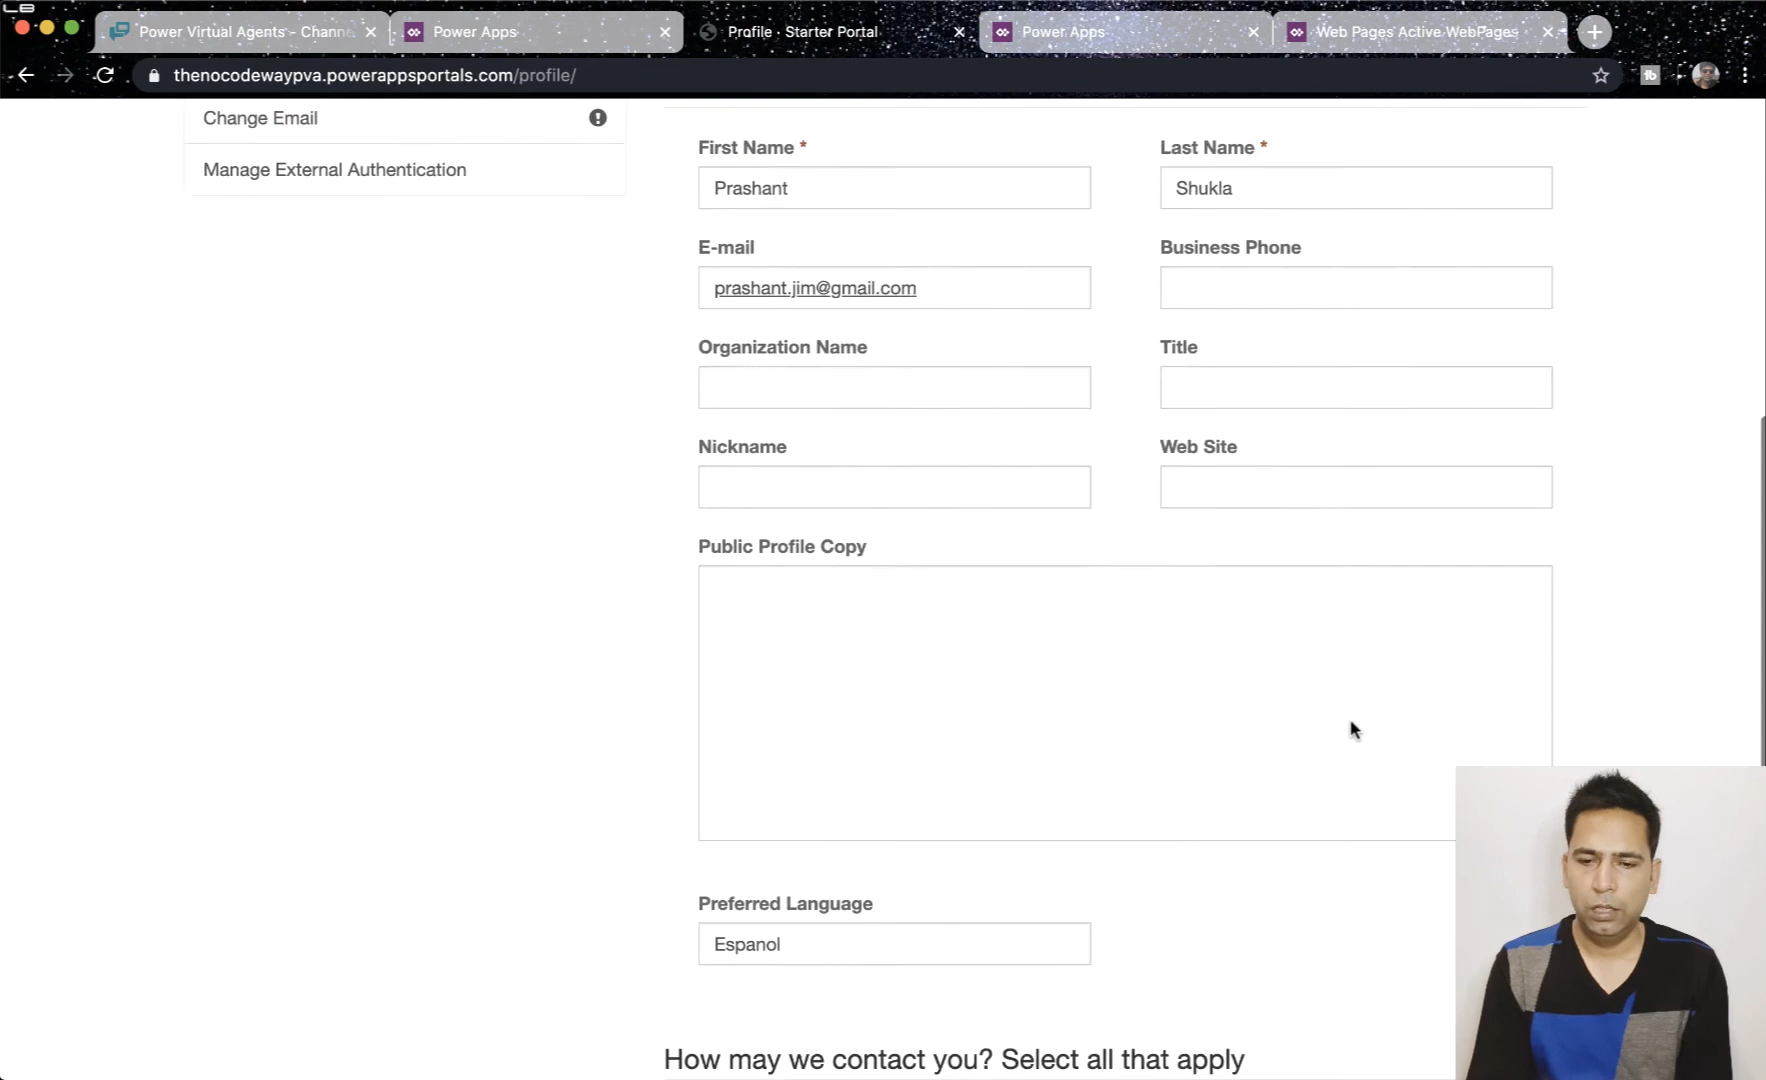 Power Virtual Agents - Channe
Power Apps
Profile · Starter Portal
Power Apps
Web Pages Active WebPages
thenocodewaypva.powerappsportals.com/profile/
Change Email
Manage External Authentication
First Name *
Last Name *
Prashant
Shukla
E-mail
Business Phone
prashant.jim@gmail.com
Organization Name
Title
Nickname
Web Site
Public Profile Copy
Preferred Language
Espanol
How may we contact you? Select all that apply